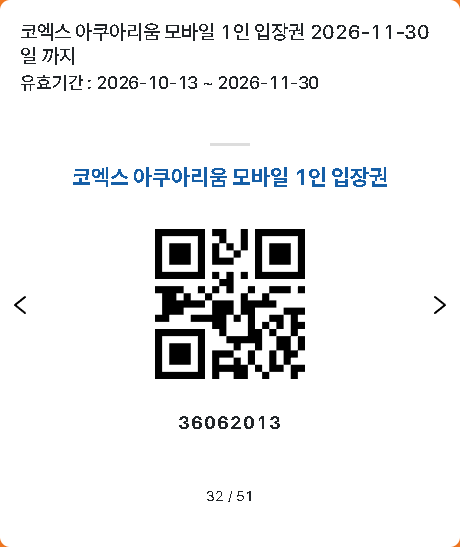 코엑스 아쿠아리움 모바일 1인 입장권 2026-11-30
일 까지
유효기간 : 2026-10-13 ~ 2026-11-30
코엑스 아쿠아리움 모바일 1인 입장권
36062013
32 / 51